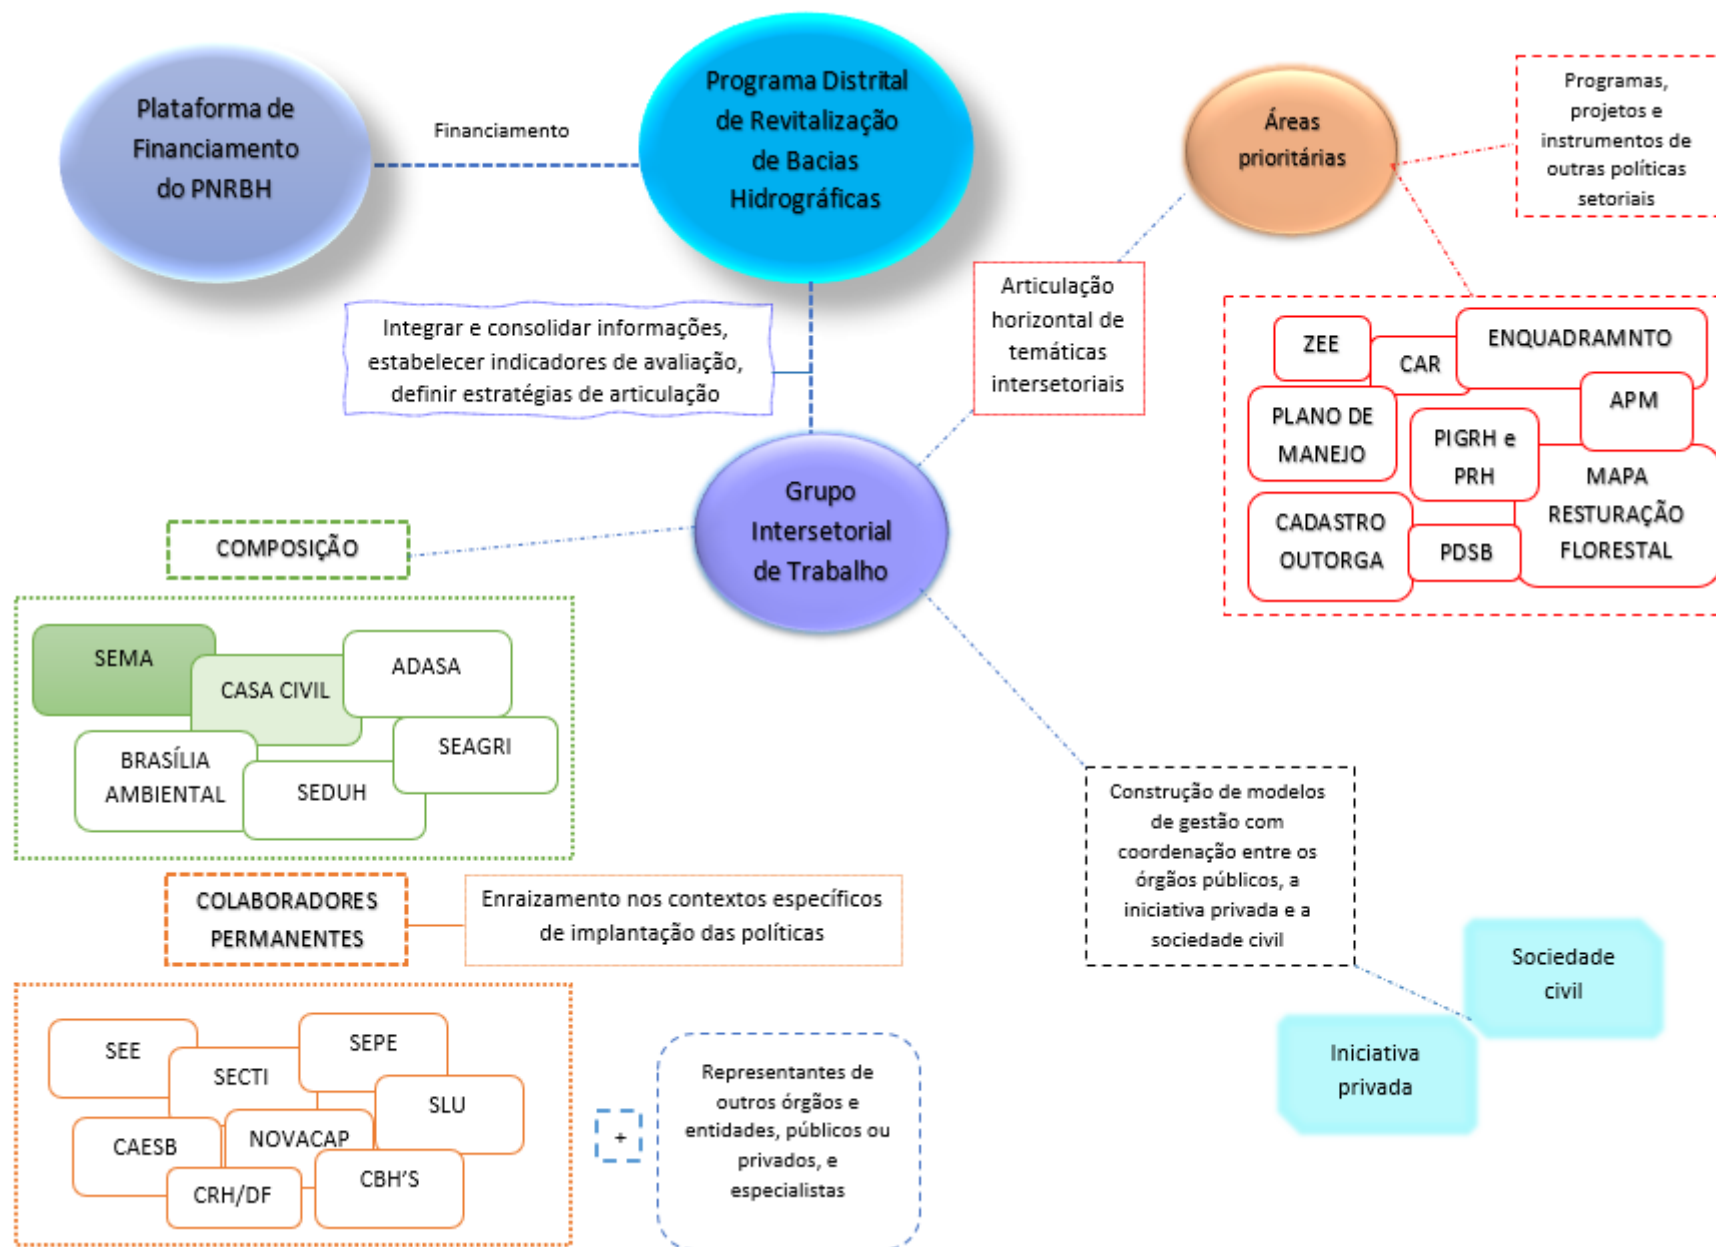 Plataforma de
Financiamento
do PNRBH
Financiamento
Programa Distrital
de Revitalização
de Bacias
Hidrográficas
Áreas
prioritárias
Programas,
projetos e
instrumentos de
outras políticas
setoriais
Integrar e consolidar informações,
estabelecer indicadores de avaliação,
definir estratégias de articulação
Articulação
horizontal de
temáticas
intersetoriais
ZEE
CAR
ENQUADRAMNTO
APM
PLANO DE
MANEJO
PIGRH e
PRH
MAPA
RESTURAÇÃO
FLORESTAL
CADASTRO
OUTORGA
PDSB
Grupo
Intersetorial
de Trabalho
COMPOSIÇÃO
SEMA
CASA CIVIL
ADASA
BRASÍLIA
AMBIENTAL
SEDUH
SEAGRI
COLABORADORES
PERMANENTES
Enraizamento nos contextos específicos
de implantação das políticas
Construção de modelos
de gestão com
coordenação entre os
órgãos públicos, a
iniciativa privada e a
sociedade civil
Sociedade
civil
Iniciativa
privada
SEE
SECTI
SEPE
SLU
CAESB
NOVACAP
CRH/DF
CBH'S
+
Representantes de
outros órgãos e
entidades, públicos ou
privados, e
especialistas